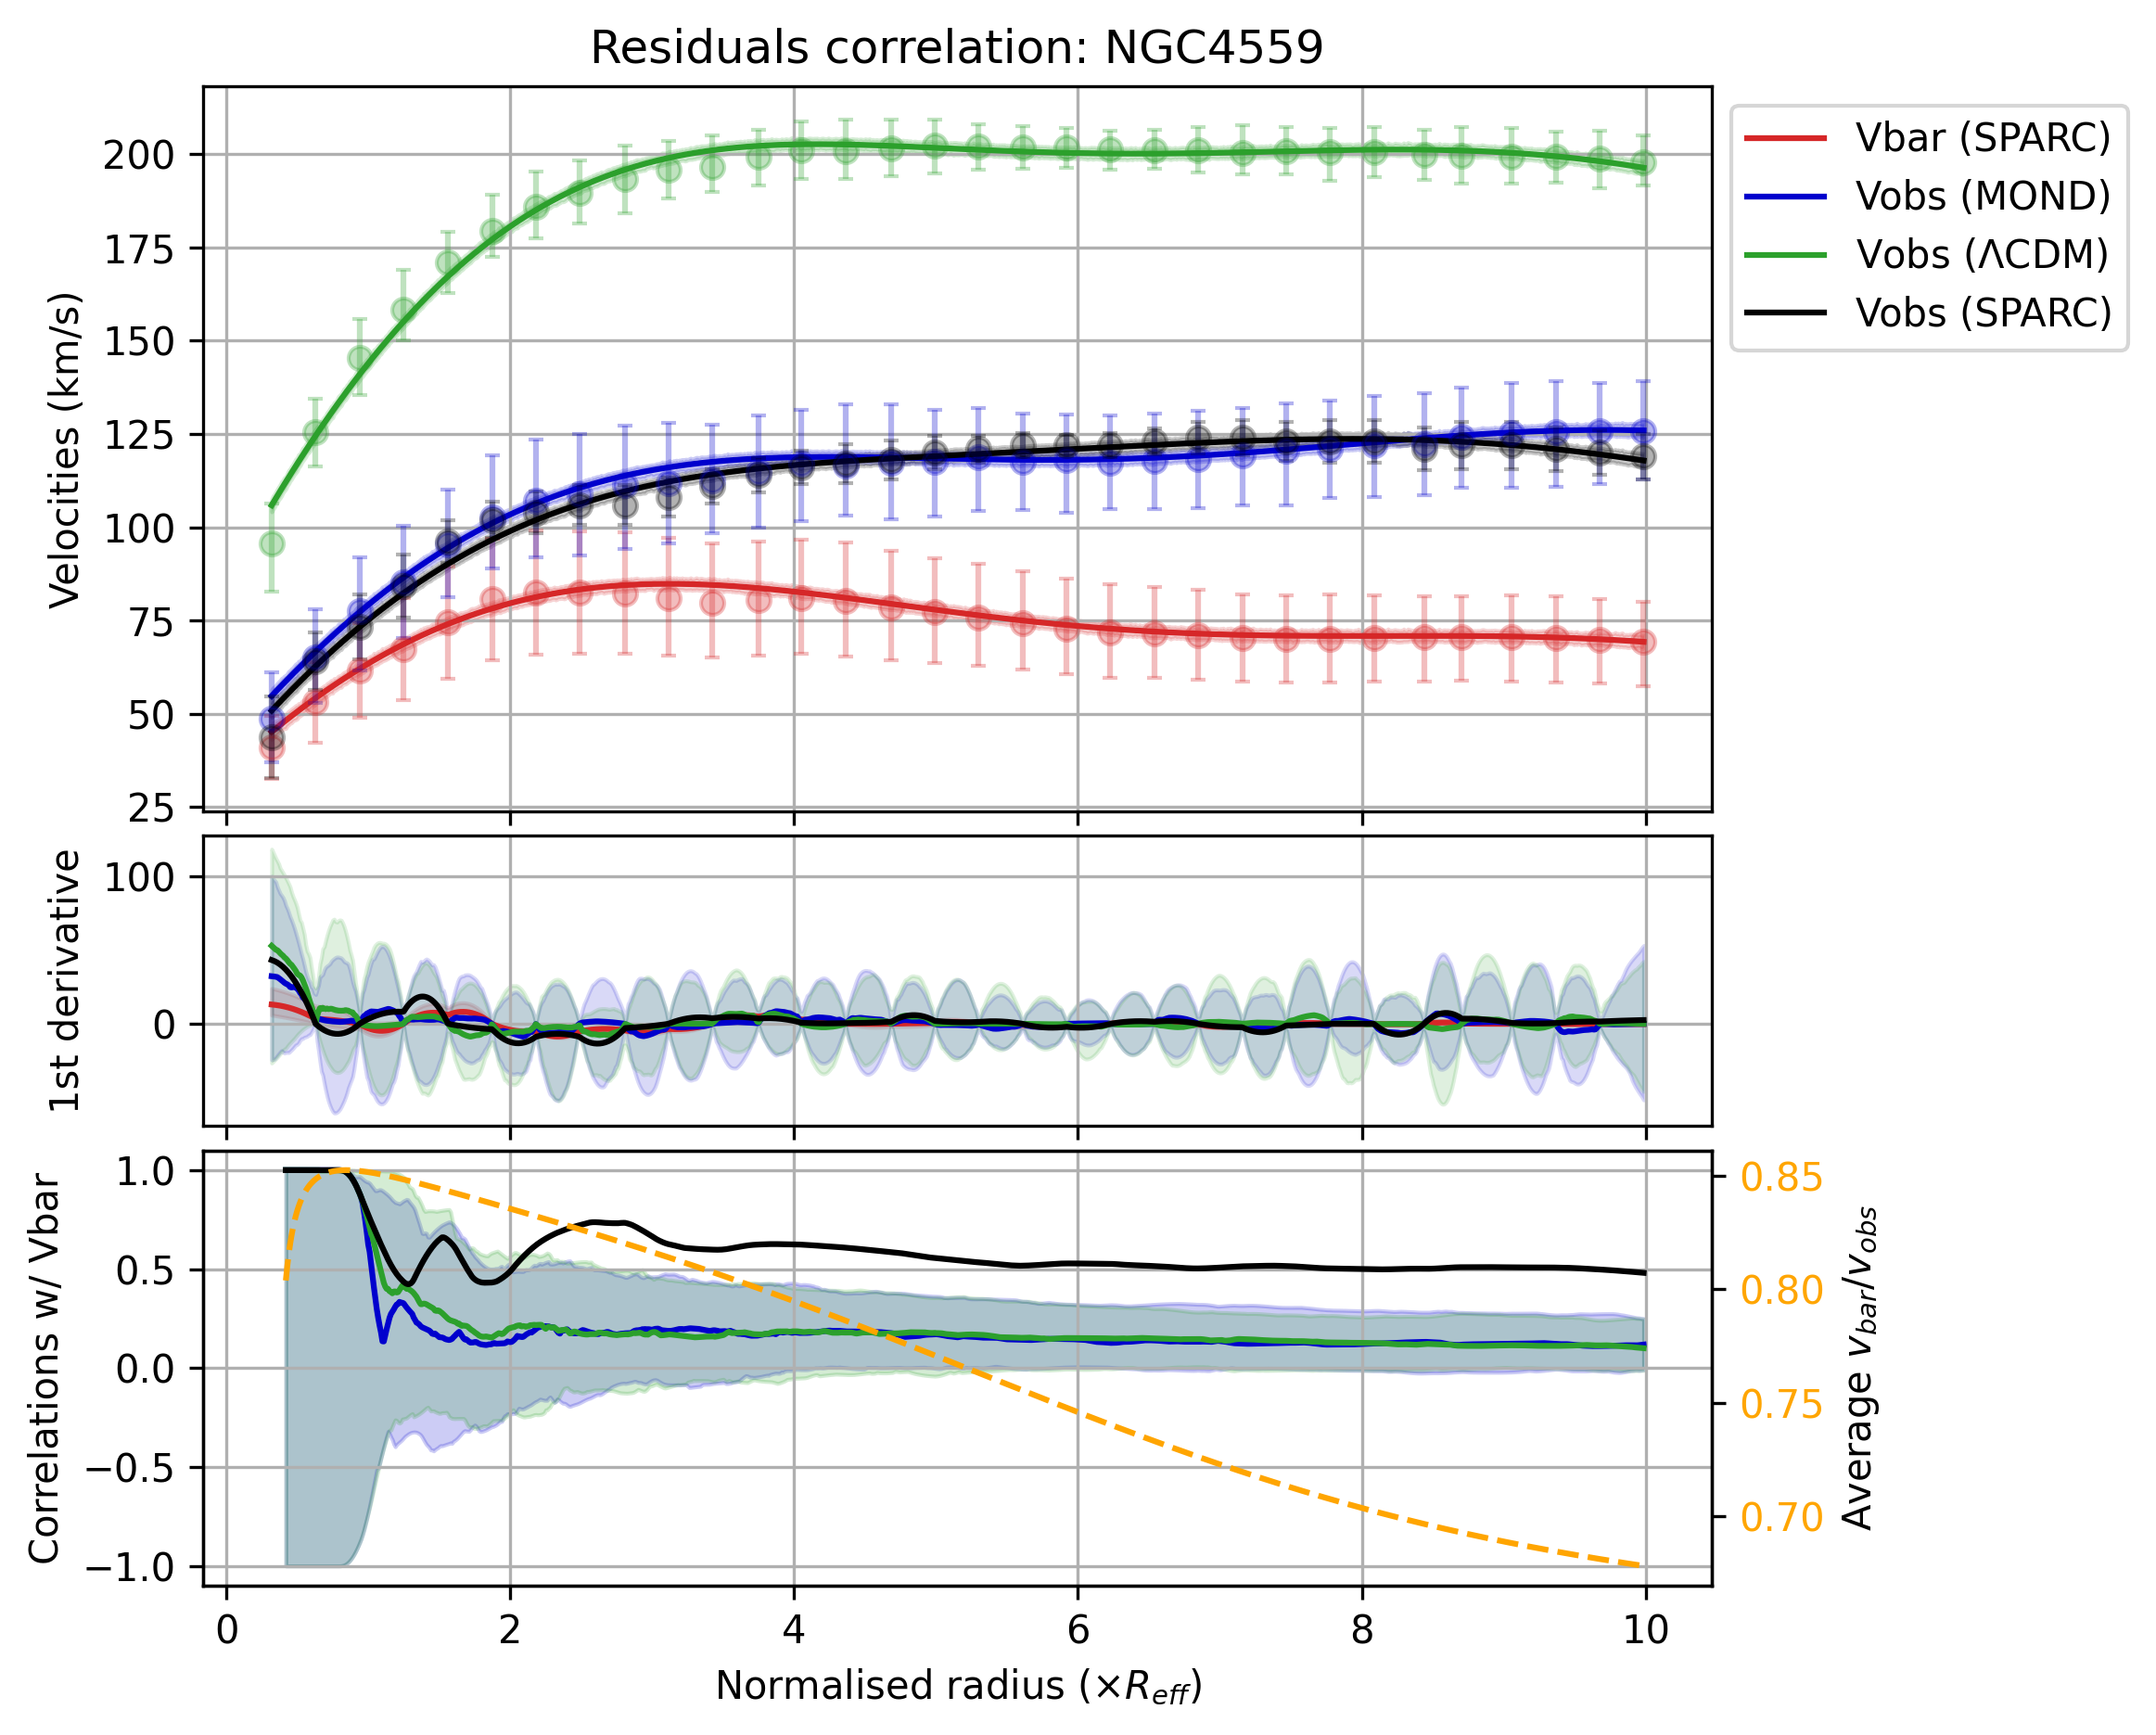 Residuals correlation: NGC4559
Velocities (km/s)
200
175
150
125
100
75
50
25
Vbar (SPARC)
Vobs (MOND)
Vobs (ΛCDM)
Vobs (SPARC)
1st derivative
100
0
Correlations w/ Vbar
1.0
0.5
0.0
−0.5
−1.0
0.85
0.80
0.75
0.70
Average v_bar/v_obs
0 2 4 6 8 10
Normalised radius (×R_eff)